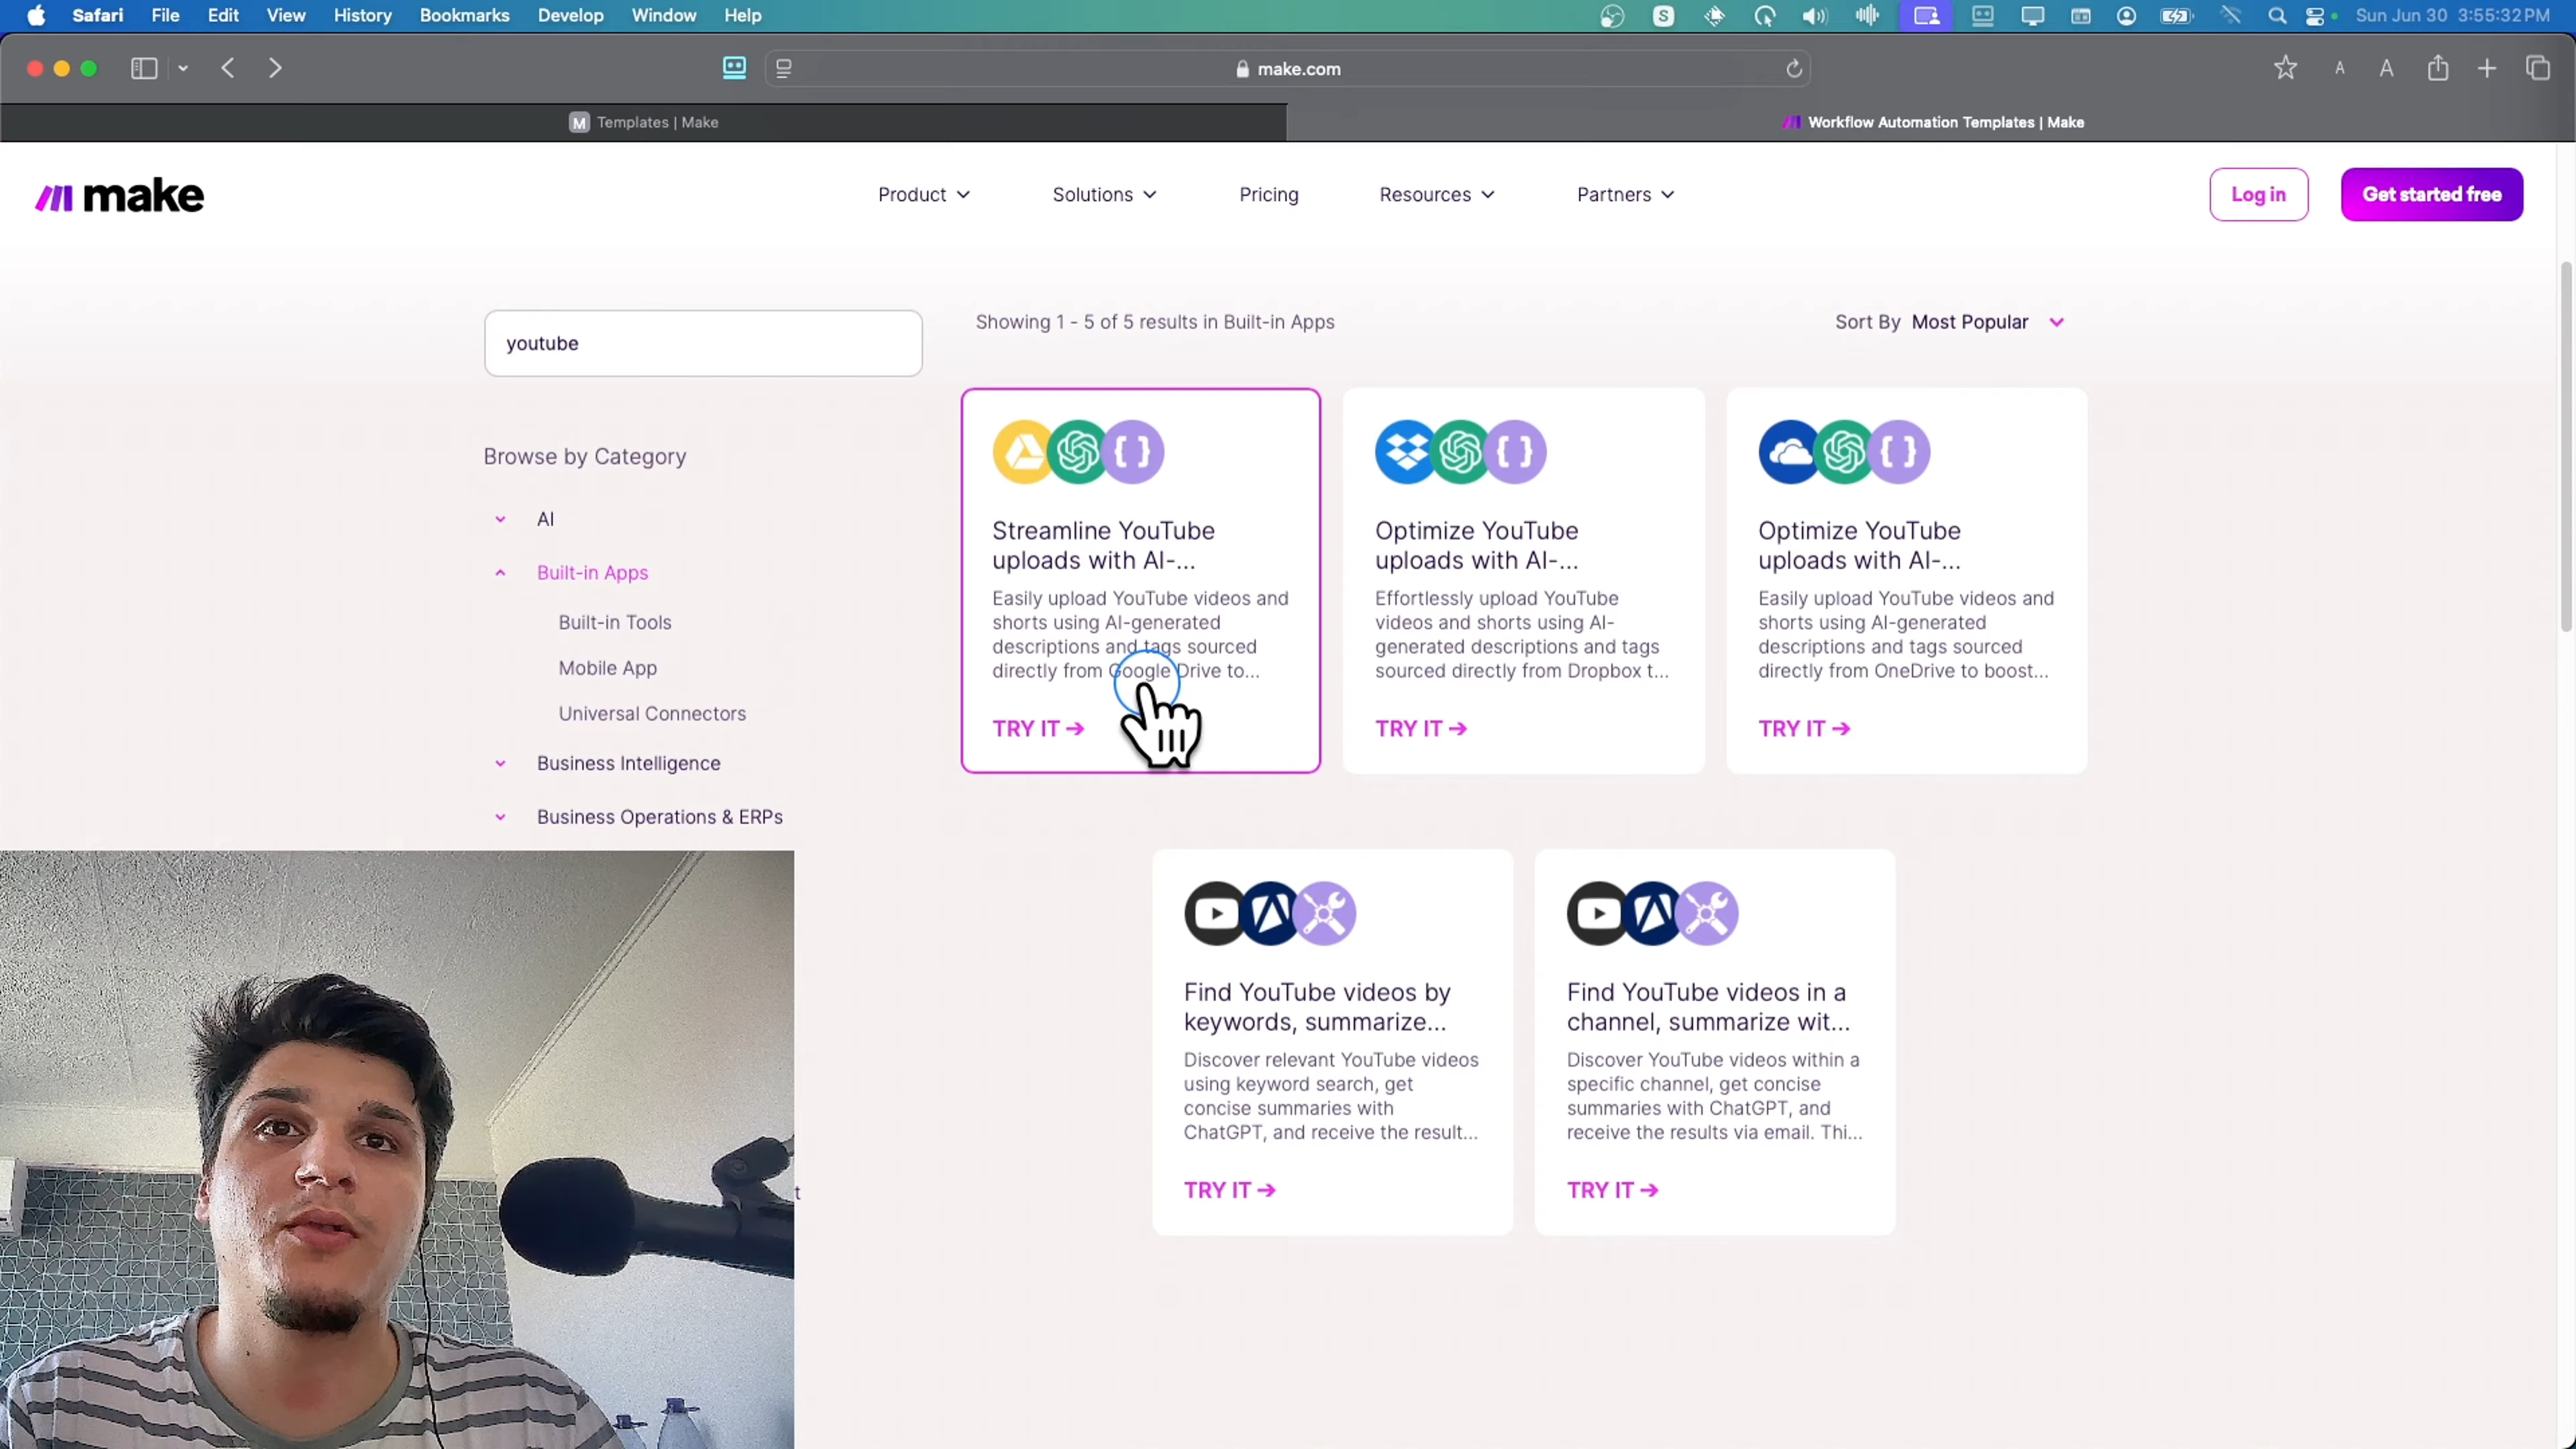 Safari File Edit View History Bookmarks Develop Window Help Sun Jun 30 3:55:32 PM
make.com
M Templates | Make
Workflow Automation Templates | Make
make
Product
Solutions
Pricing
Resources
Partners
Log in
Get started free
youtube
Showing 1 - 5 of 5 results in Built-in Apps
Sort By Most Popular
Browse by Category
AI
Built-in Apps
Built-in Tools
Mobile App
Universal Connectors
Business Intelligence
Business Operations & ERPs
t
Streamline YouTube
uploads with AI-...
Easily upload YouTube videos and
shorts using AI-generated
descriptions and tags sourced
directly from Google Drive to...
TRY IT →
Optimize YouTube
uploads with AI-...
Effortlessly upload YouTube
videos and shorts using AI-
generated descriptions and tags
sourced directly from Dropbox t...
TRY IT →
Optimize YouTube
uploads with AI-...
Easily upload YouTube videos and
shorts using AI-generated
descriptions and tags sourced
directly from OneDrive to boost...
TRY IT →
Find YouTube videos by
keywords, summarize...
Discover relevant YouTube videos
using keyword search, get
concise summaries with
ChatGPT, and receive the result...
TRY IT →
Find YouTube videos in a
channel, summarize wit...
Discover YouTube videos within a
specific channel, get concise
summaries with ChatGPT, and
receive the results via email. Thi...
TRY IT →